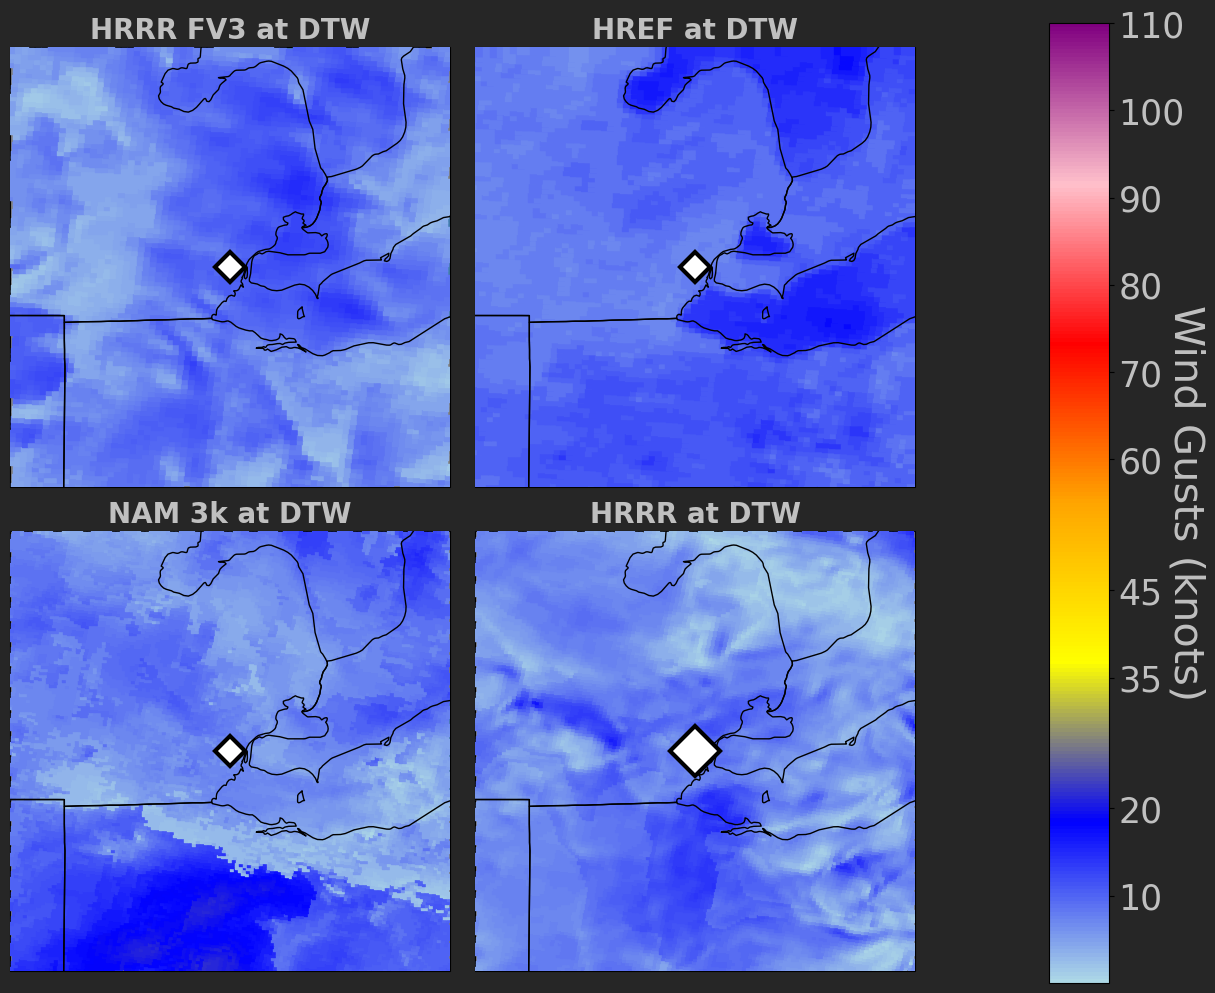 HRRR FV3 at DTW
HREF at DTW
NAM 3k at DTW
HRRR at DTW
110
100
90
80
70
60
45
35
20
10
Wind Gusts (knots)